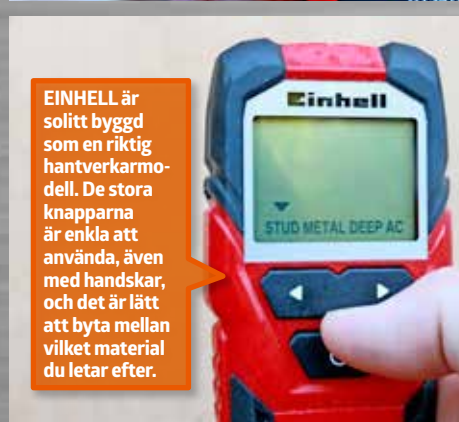 EINHELL är
solitt byggd
som en riktig
hantverkarmo-
dell. De stora
knapparna
är enkla att
använda, även
med handskar,
och det är lätt
att byta mellan
vilket material
du letar efter.
Einhell
STUD METAL DEEP AC